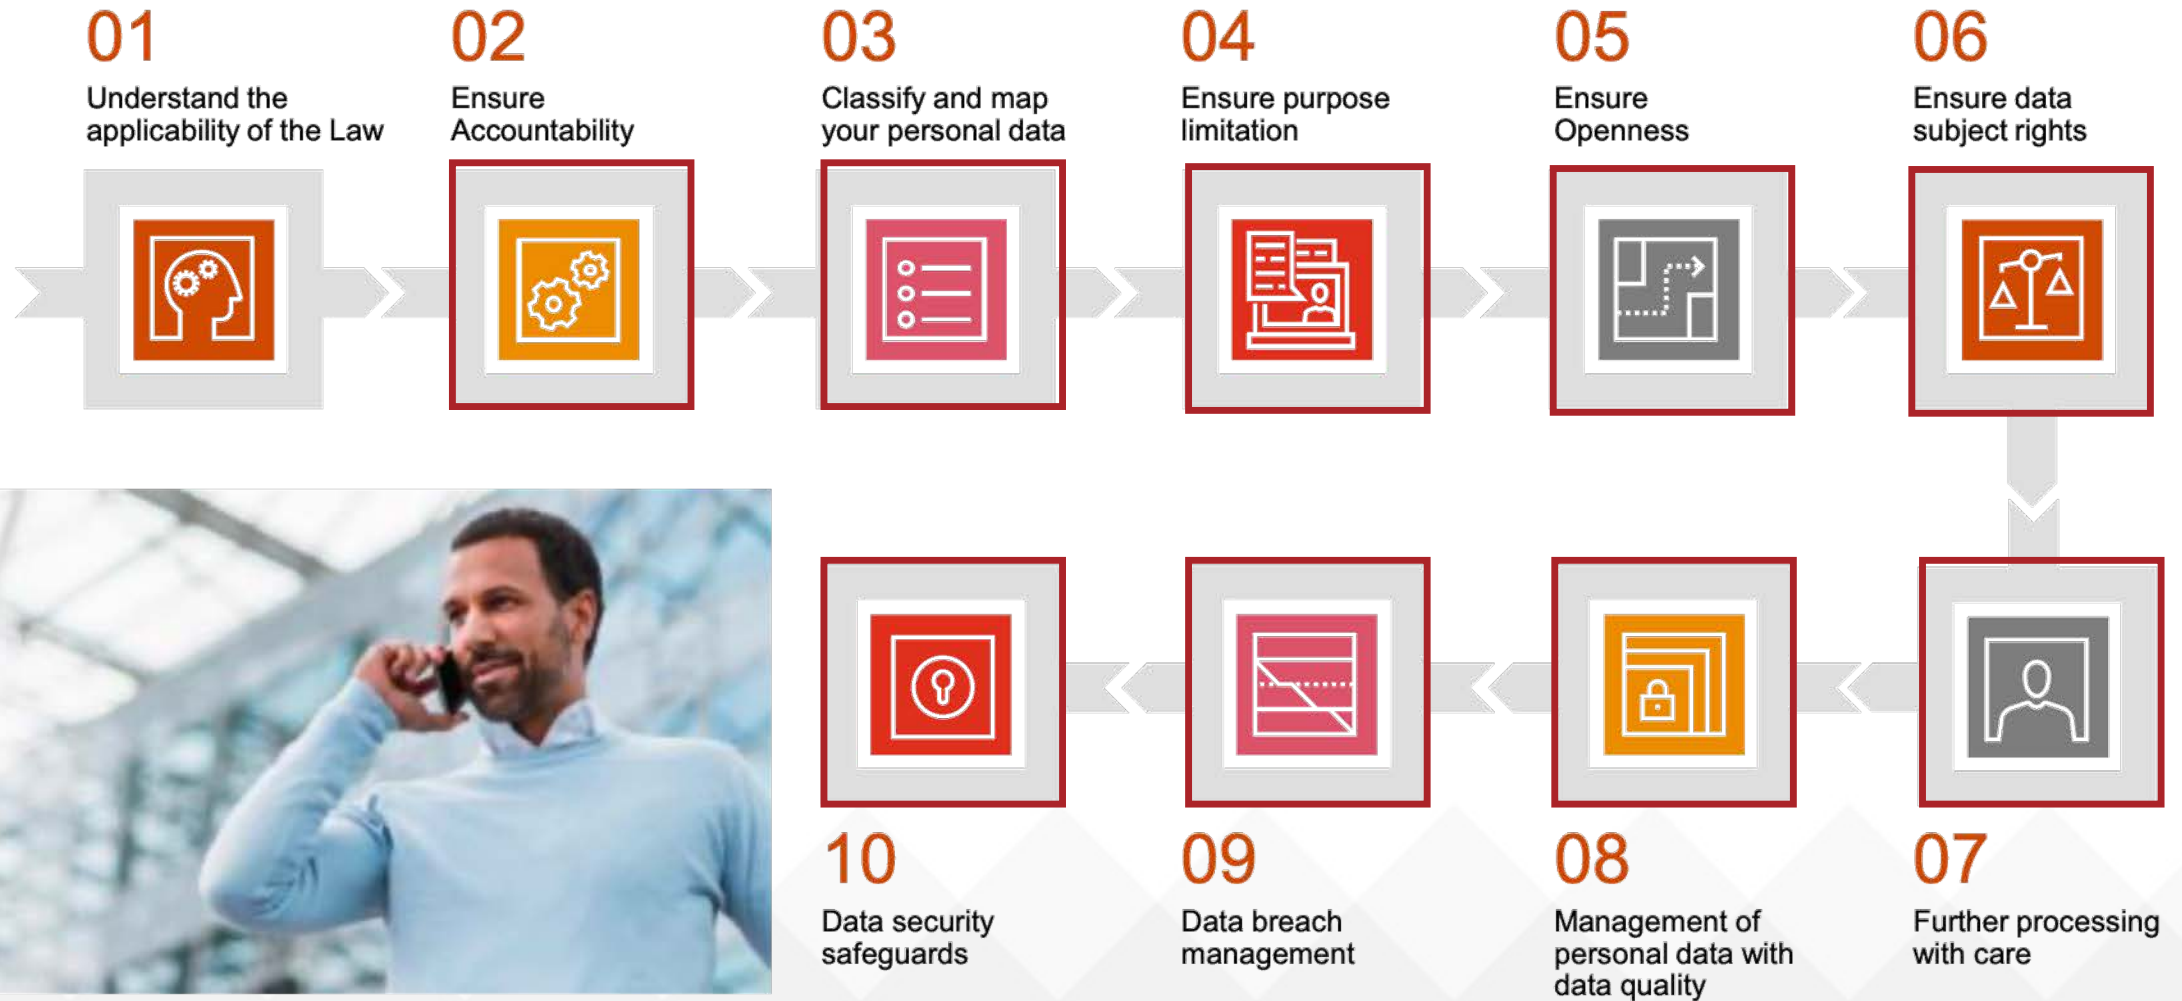 01
Understand the
applicability of the Law
02
Ensure
Accountability
03
Classify and map
your personal data
04
Ensure purpose
limitation
05
Ensure
Openness
06
Ensure data
subject rights
07
Further processing
with care
08
Management of
personal data with
data quality
09
Data breach
management
10
Data security
safeguards